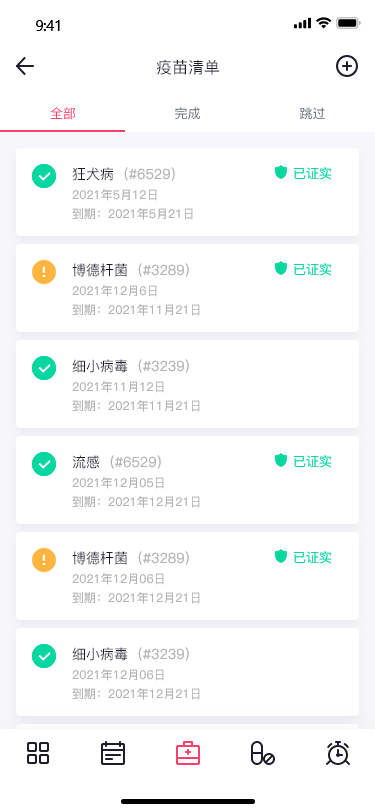 9:41
疫苗清单
全部 完成 跳过
狂犬病（#6529） 已证实
2021年5月12日
到期：2021年5月21日
博德杆菌（#3289） 已证实
2021年12月6日
到期：2021年11月21日
细小病毒（#3239）
2021年11月12日
到期：2021年11月21日
流感（#6529） 已证实
2021年12月05日
到期：2021年12月21日
博德杆菌（#3289） 已证实
2021年12月06日
到期：2021年12月21日
细小病毒（#3239）
2021年12月06日
到期：2021年12月21日